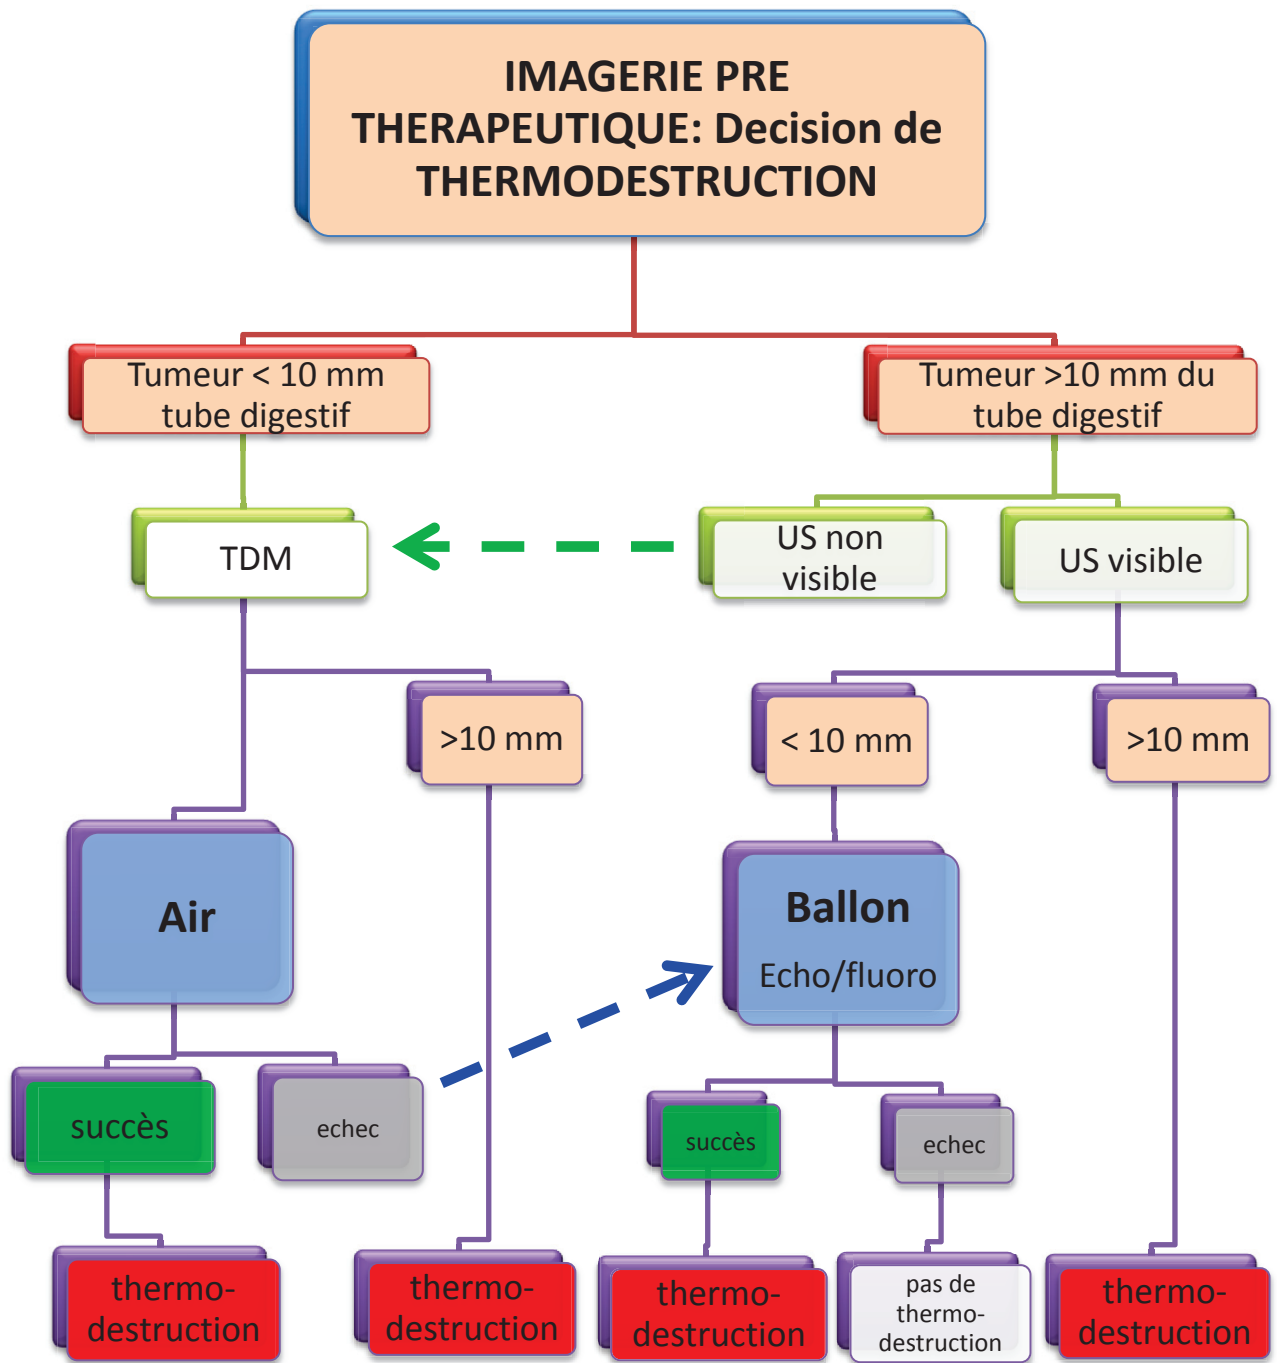 IMAGERIE PRE
THERAPEUTIQUE: Decision de
THERMODESTRUCTION
Tumeur < 10 mm
tube digestif
Tumeur >10 mm du
tube digestif
TDM
US non
visible
US visible
>10 mm
< 10 mm
>10 mm
Air
Ballon
Echo/fluoro
succès
echec
succès
echec
thermo-
destruction
thermo-
destruction
thermo-
destruction
pas de
thermo-
destruction
thermo-
destruction